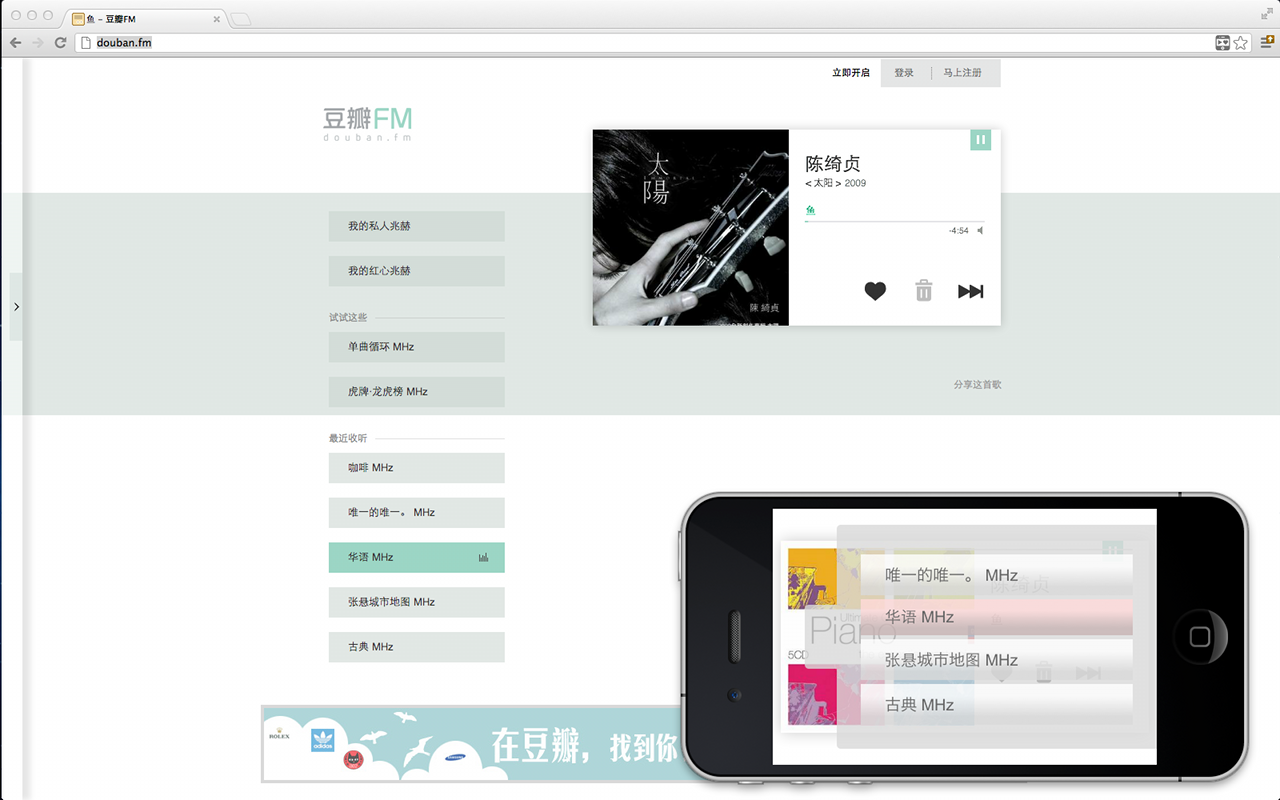 鱼 - 豆瓣FM
douban.fm
立即开启 登录 马上注册
豆瓣FM
douban.fm
太陽
IMMORTAL
陳 綺貞
陈绮贞
< 太阳 > 2009
鱼
-4:54
我的私人兆赫
我的红心兆赫
试试这些
单曲循环 MHz
虎牌·龙虎榜 MHz
分享这首歌
最近收听
咖啡 MHz
唯一的唯一。 MHz
华语 MHz
张悬城市地图 MHz
古典 MHz
ROLEX
adidas
SAMSUNG
在豆瓣，找到你
唯一的唯一。 MHz
陈绮贞
华语 MHz
Piano
5CD
张悬城市地图 MHz
古典 MHz